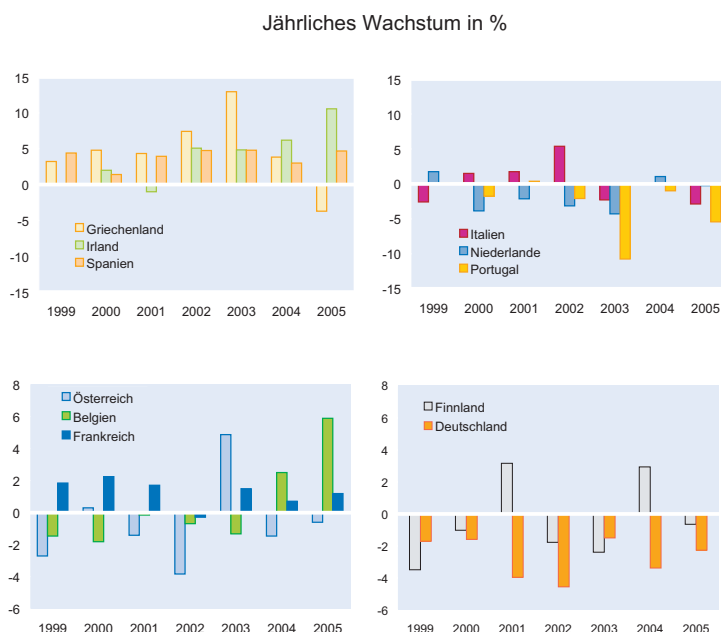 Jährliches Wachstum in %
15
10
5
0
-5
-10
-15
Griechenland
Irland
Spanien
1999 2000 2001 2002 2003 2004 2005
15
10
5
0
-5
-10
-15
Italien
Niederlande
Portugal
1999 2000 2001 2002 2003 2004 2005
8
6
4
2
0
-2
-4
-6
Österreich
Belgien
Frankreich
1999 2000 2001 2002 2003 2004 2005
8
6
4
2
0
-2
-4
-6
Finnland
Deutschland
1999 2000 2001 2002 2003 2004 2005